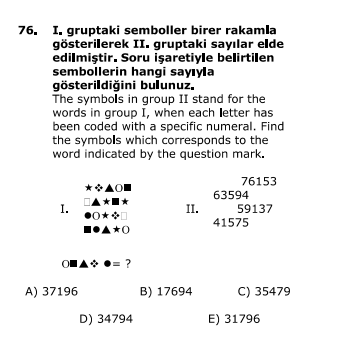 76. I. gruptaki semboller birer rakamla
gösterilerek II. gruptaki sayılar elde
edilmiştir. Soru işaretiyle belirtilen
sembollerin hangi sayıyla
gösterildiğini bulunuz.
The symbols in group II stand for the
words in group I, when each letter has
been coded with a specific numeral. Find
the symbols which corresponds to the
word indicated by the question mark.
I.
★❖▲O■
□▲★■★
●O★❖□
■●▲★O
II.
76153
63594
59137
41575
O■▲❖ ●= ?
A) 37196 B) 17694 C) 35479
D) 34794 E) 31796